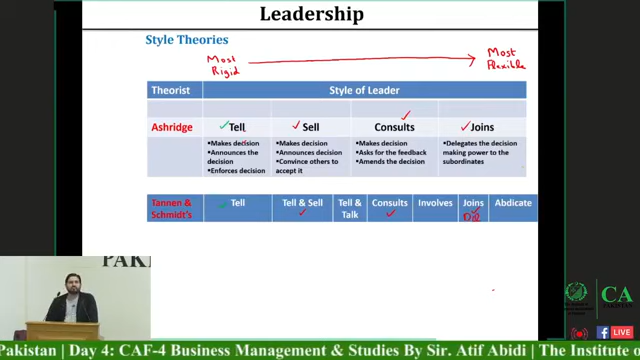 Leadership
Style Theories
Most Rigid
Most Flexible
Theorist
Style of Leader
Ashridge
Tell
Sell
Consults
Joins
▪Makes decision
▪Announces the decision
▪Enforces decision
▪Makes decision
▪Announces decision
▪Convince others to accept it
▪Makes decision
▪Asks for the feedback
▪Amends the decision
▪Delegates the decision making power to the subordinates
Tannen & Schmidt's
Tell
Tell & Sell
Tell & Talk
Consults
Involves
Joins
Abdicate
PAK
CA
PAKISTAN
LIVE
Pakistan | Day 4: CAF-4 Business Management & Studies By Sir. Atif Abidi | The Institute of